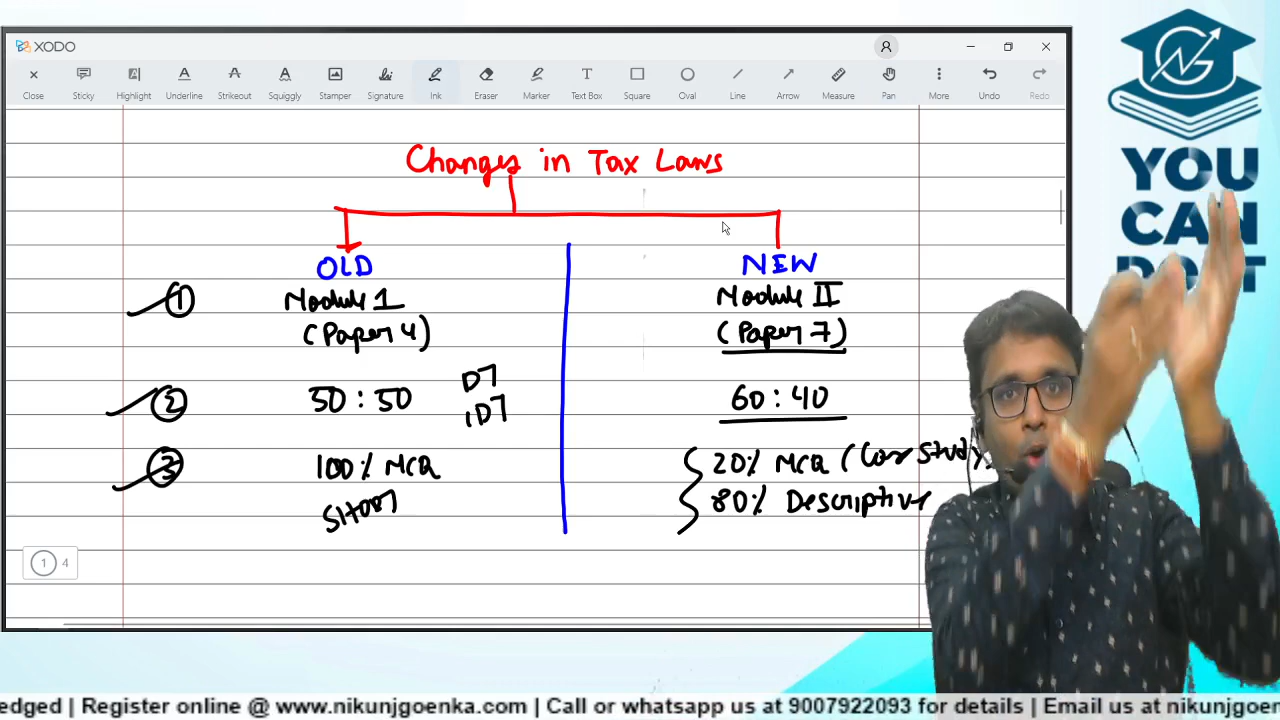 XODO
Close
Sticky
Highlight
Underline
Strikeout
Squiggly
Stamper
Signature
Ink
Eraser
Marker
Text Box
Square
Oval
Line
Arrow
Measure
Pan
More
Undo
Redo
YOU
CAN
DO IT
Changes in Tax Laws
OLD
NEW
1
Module 1
Module II
(Paper 4)
(Paper 7)
2
50 : 50
DT
IDT
60 : 40
3
100% MCQ
SHORT
20% MCQ (Case Study)
80% Descriptive
1 4
edged | Register online @ www.nikunjgoenka.com | Call or whatsapp us at 9007922093 for details | Email us at nikunjgoen